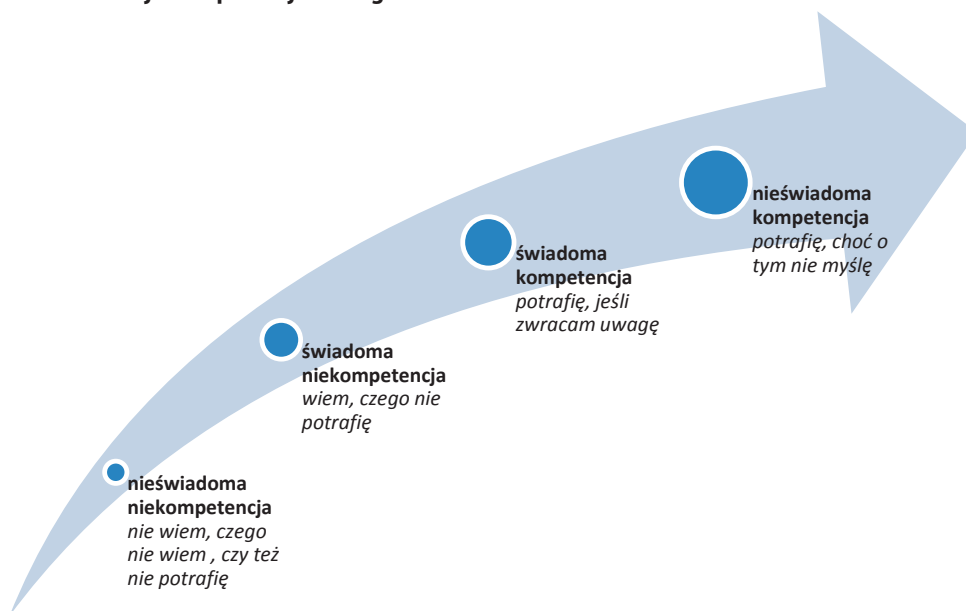 nieświadoma
kompetencja
potrafię, choć o
tym nie myślę
świadoma
kompetencja
potrafię, jeśli
zwracam uwagę
świadoma
niekompetencja
wiem, czego nie
potrafię
nieświadoma
niekompetencja
nie wiem, czego
nie wiem , czy też
nie potrafię